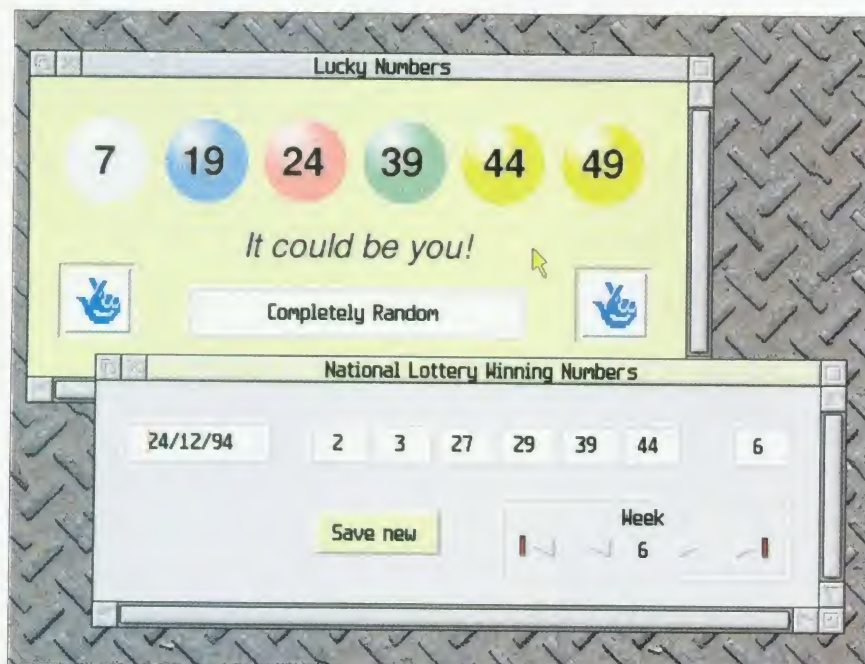 Lucky Numbers
7 19 24 39 44 49
It could be you!
Completely Random
National Lottery Winning Numbers
24/12/94 2 3 27 29 39 44 6
Save new
Week
6